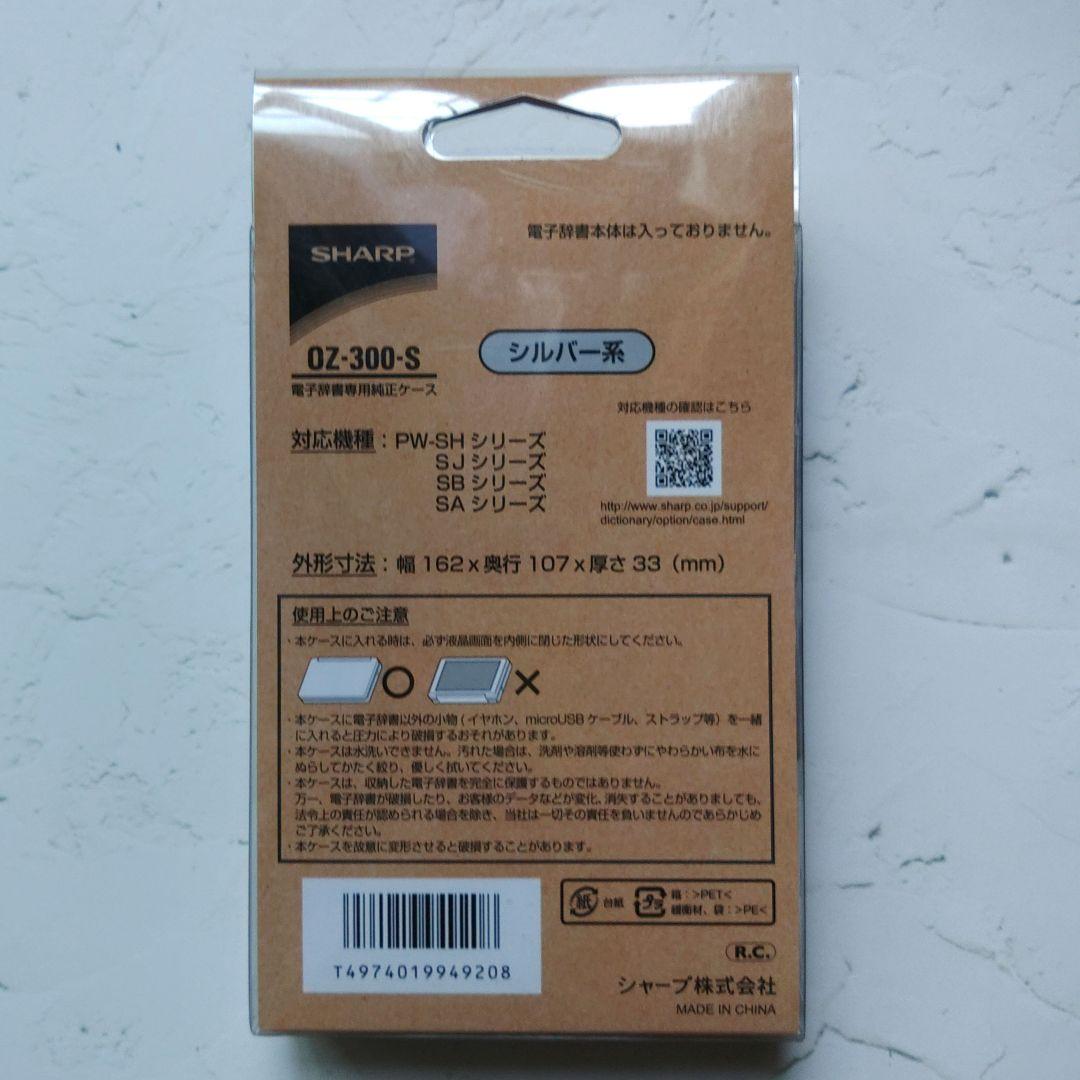 電子辞書本体は入っておりません。
SHARP
OZ-300-S
シルバー系
電子辞書専用純正ケース
対応機種の確認はこちら
対応機種：PW-SH シリーズ
SJ シリーズ
SB シリーズ
SA シリーズ
http://www.sharp.co.jp/support/
dictionary/option/case.html
外形寸法：幅 162 x 奥行 107 x 厚さ 33（mm）
使用上のご注意
・本ケースに入れる時は、必ず液晶画面を内側に閉じた形状にしてください。
・本ケースに電子辞書以外の小物（イヤホン、microUSB ケーブル、ストラップ等）を一緒
に入れると圧力により破損するおそれがあります。
・本ケースは水洗いできません。汚れた場合は、洗剤や溶剤等使わずにやわらかい布を水に
ぬらしてかたく絞り、優しく拭いてください。
・本ケースは、収納した電子辞書を完全に保護するものではありません。
万一、電子辞書が破損したり、お客様のデータなどが変化、消失することがありましても、
法令上の責任が認められる場合を除き、当社は一切その責任を負いませんのであらかじめ
ご了承ください。
・本ケースを故意に変形させると破損することがあります。
紙 台紙
プラ 箱：>PET<
緩衝材、袋：>PE<
T4974019949208
R.C.
シャープ株式会社
MADE IN CHINA